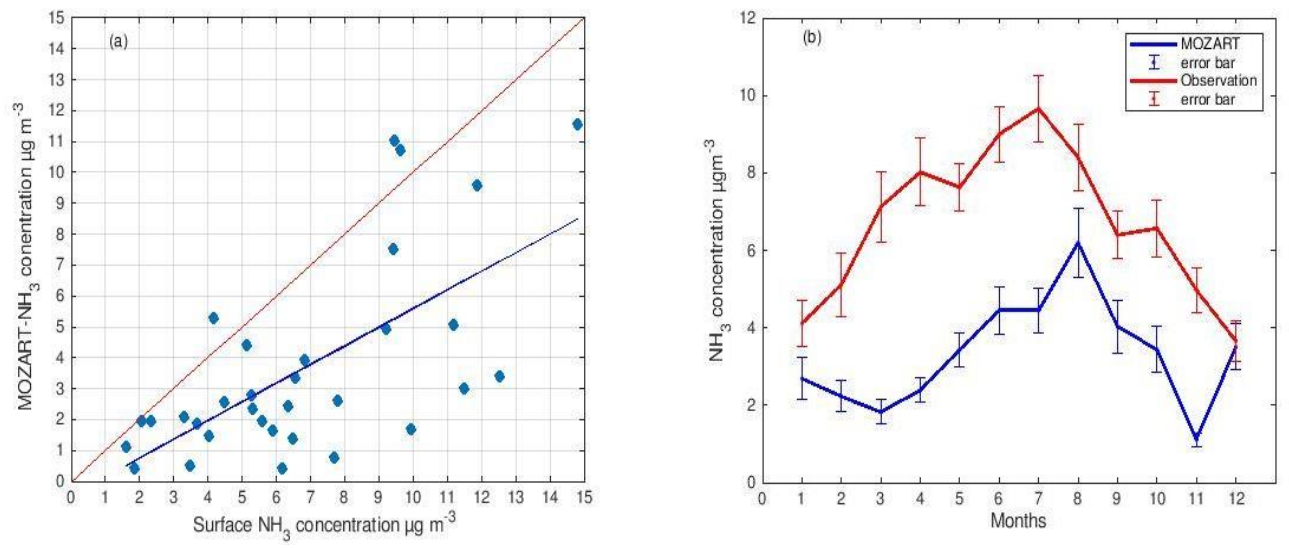 15
14
13
12
11
10
9
8
7
6
5
4
3
2
1
0
MOZART-NH₃ concentration µg m⁻³
(a)
0 1 2 3 4 5 6 7 8 9 10 11 12 13 14 15
Surface NH₃ concentration µg m⁻³
12
10
8
6
4
2
0
NH₃ concentration µgm⁻³
(b)
MOZART
error bar
Observation
error bar
0 1 2 3 4 5 6 7 8 9 10 11 12
Months